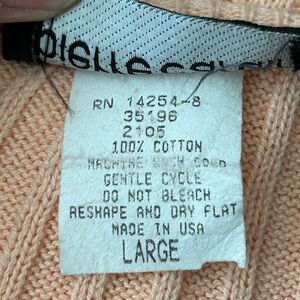 RN 14254-8
35196
2105
100% COTTON
MACHINE WASH COLD
GENTLE CYCLE
DO NOT BLEACH
RESHAPE AND DRY FLAT
MADE IN USA
LARGE